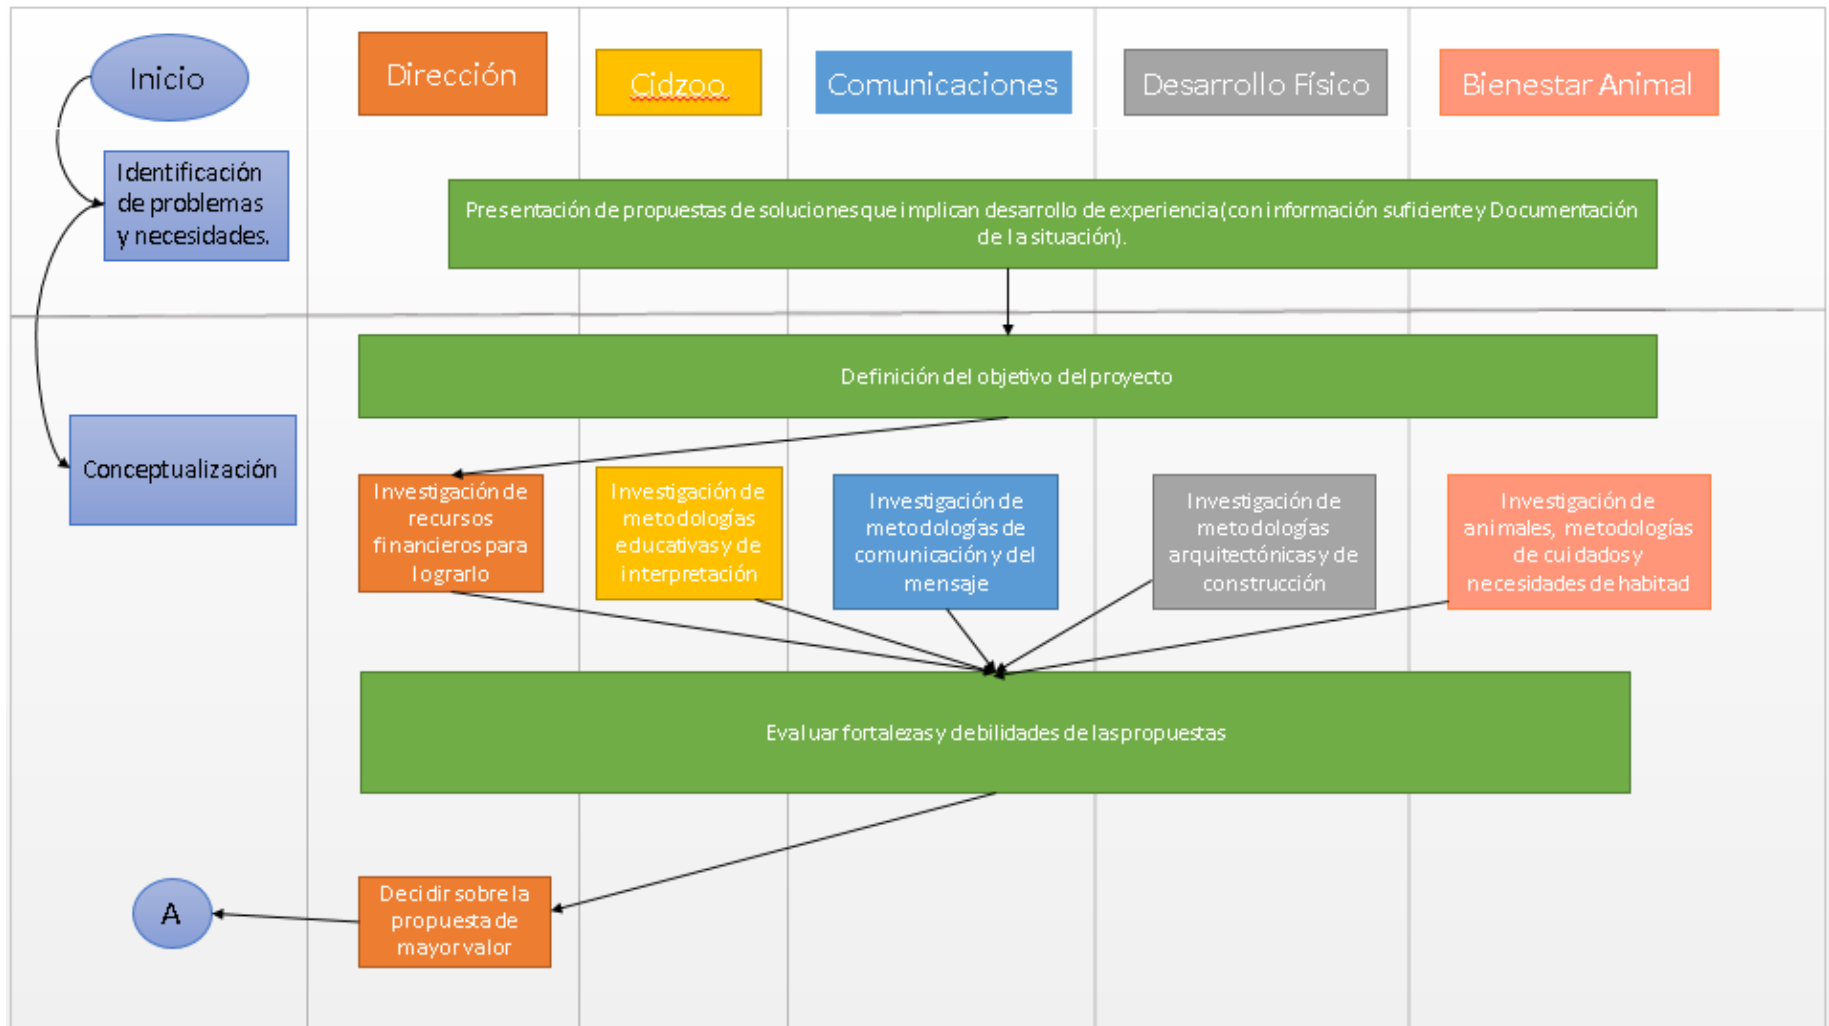 Inicio
Dirección
Cidzoo
Comunicaciones
Desarrollo Físico
Bienestar Animal
Identificación
de problemas
y necesidades.
Presentación de propuestas de soluciones que implican desarrollo de experiencia (con información suficiente y Documentación
de la situación).
Definición del objetivo del proyecto
Conceptualización
Investigación de
recursos
financieros para
lograrlo
Investigación de
metodologías
educativas y de
interpretación
Investigación de
metodologías de
comunicación y del
mensaje
Investigación de
metodologías
arquitectónicas y de
construcción
Investigación de
animales, metodologías
de cuidados y
necesidades de habitad
Evaluar fortalezas y debilidades de las propuestas
A
Decidir sobre la
propuesta de
mayor valor